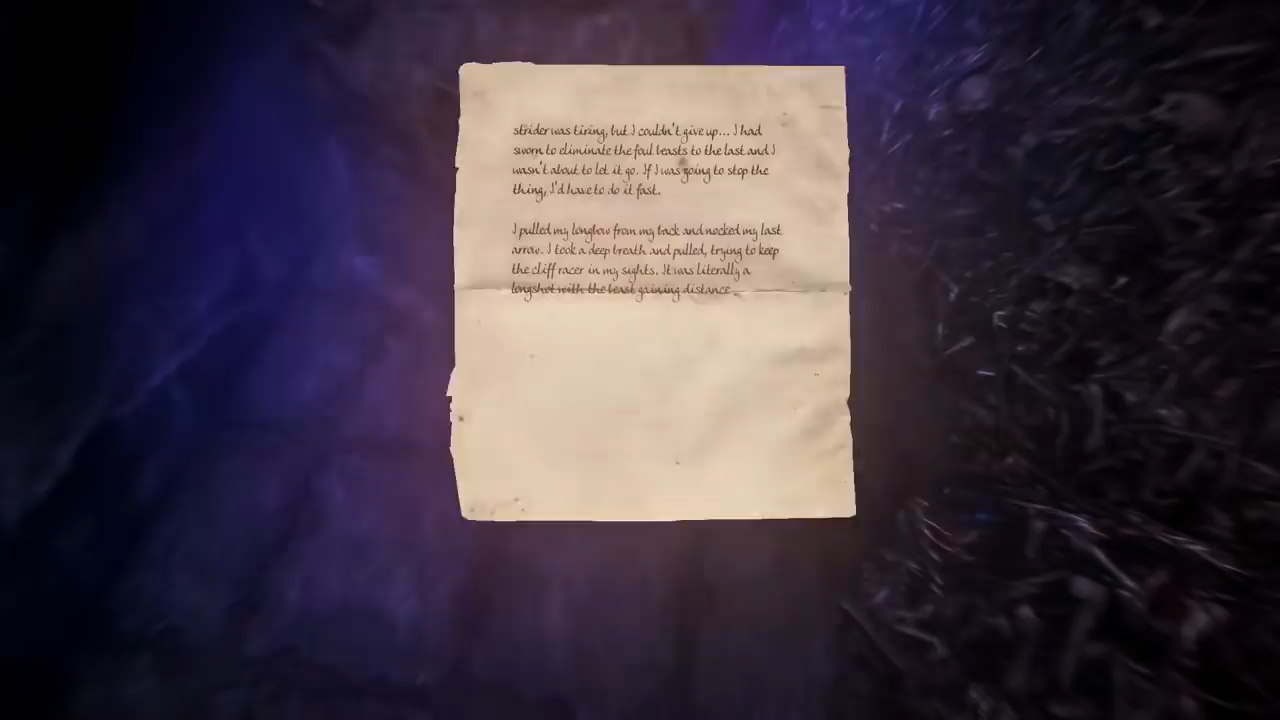 strider was tiring, but I couldn't give up... I had
sworn to eliminate the foul beasts to the last and I
wasn't about to let it go. If I was going to stop the
thing, I'd have to do it fast.
I pulled my longbow from my back and nocked my last
arrow. I took a deep breath and pulled, trying to keep
the cliff racer in my sights. It was literally a
longshot with the beast gaining distance...